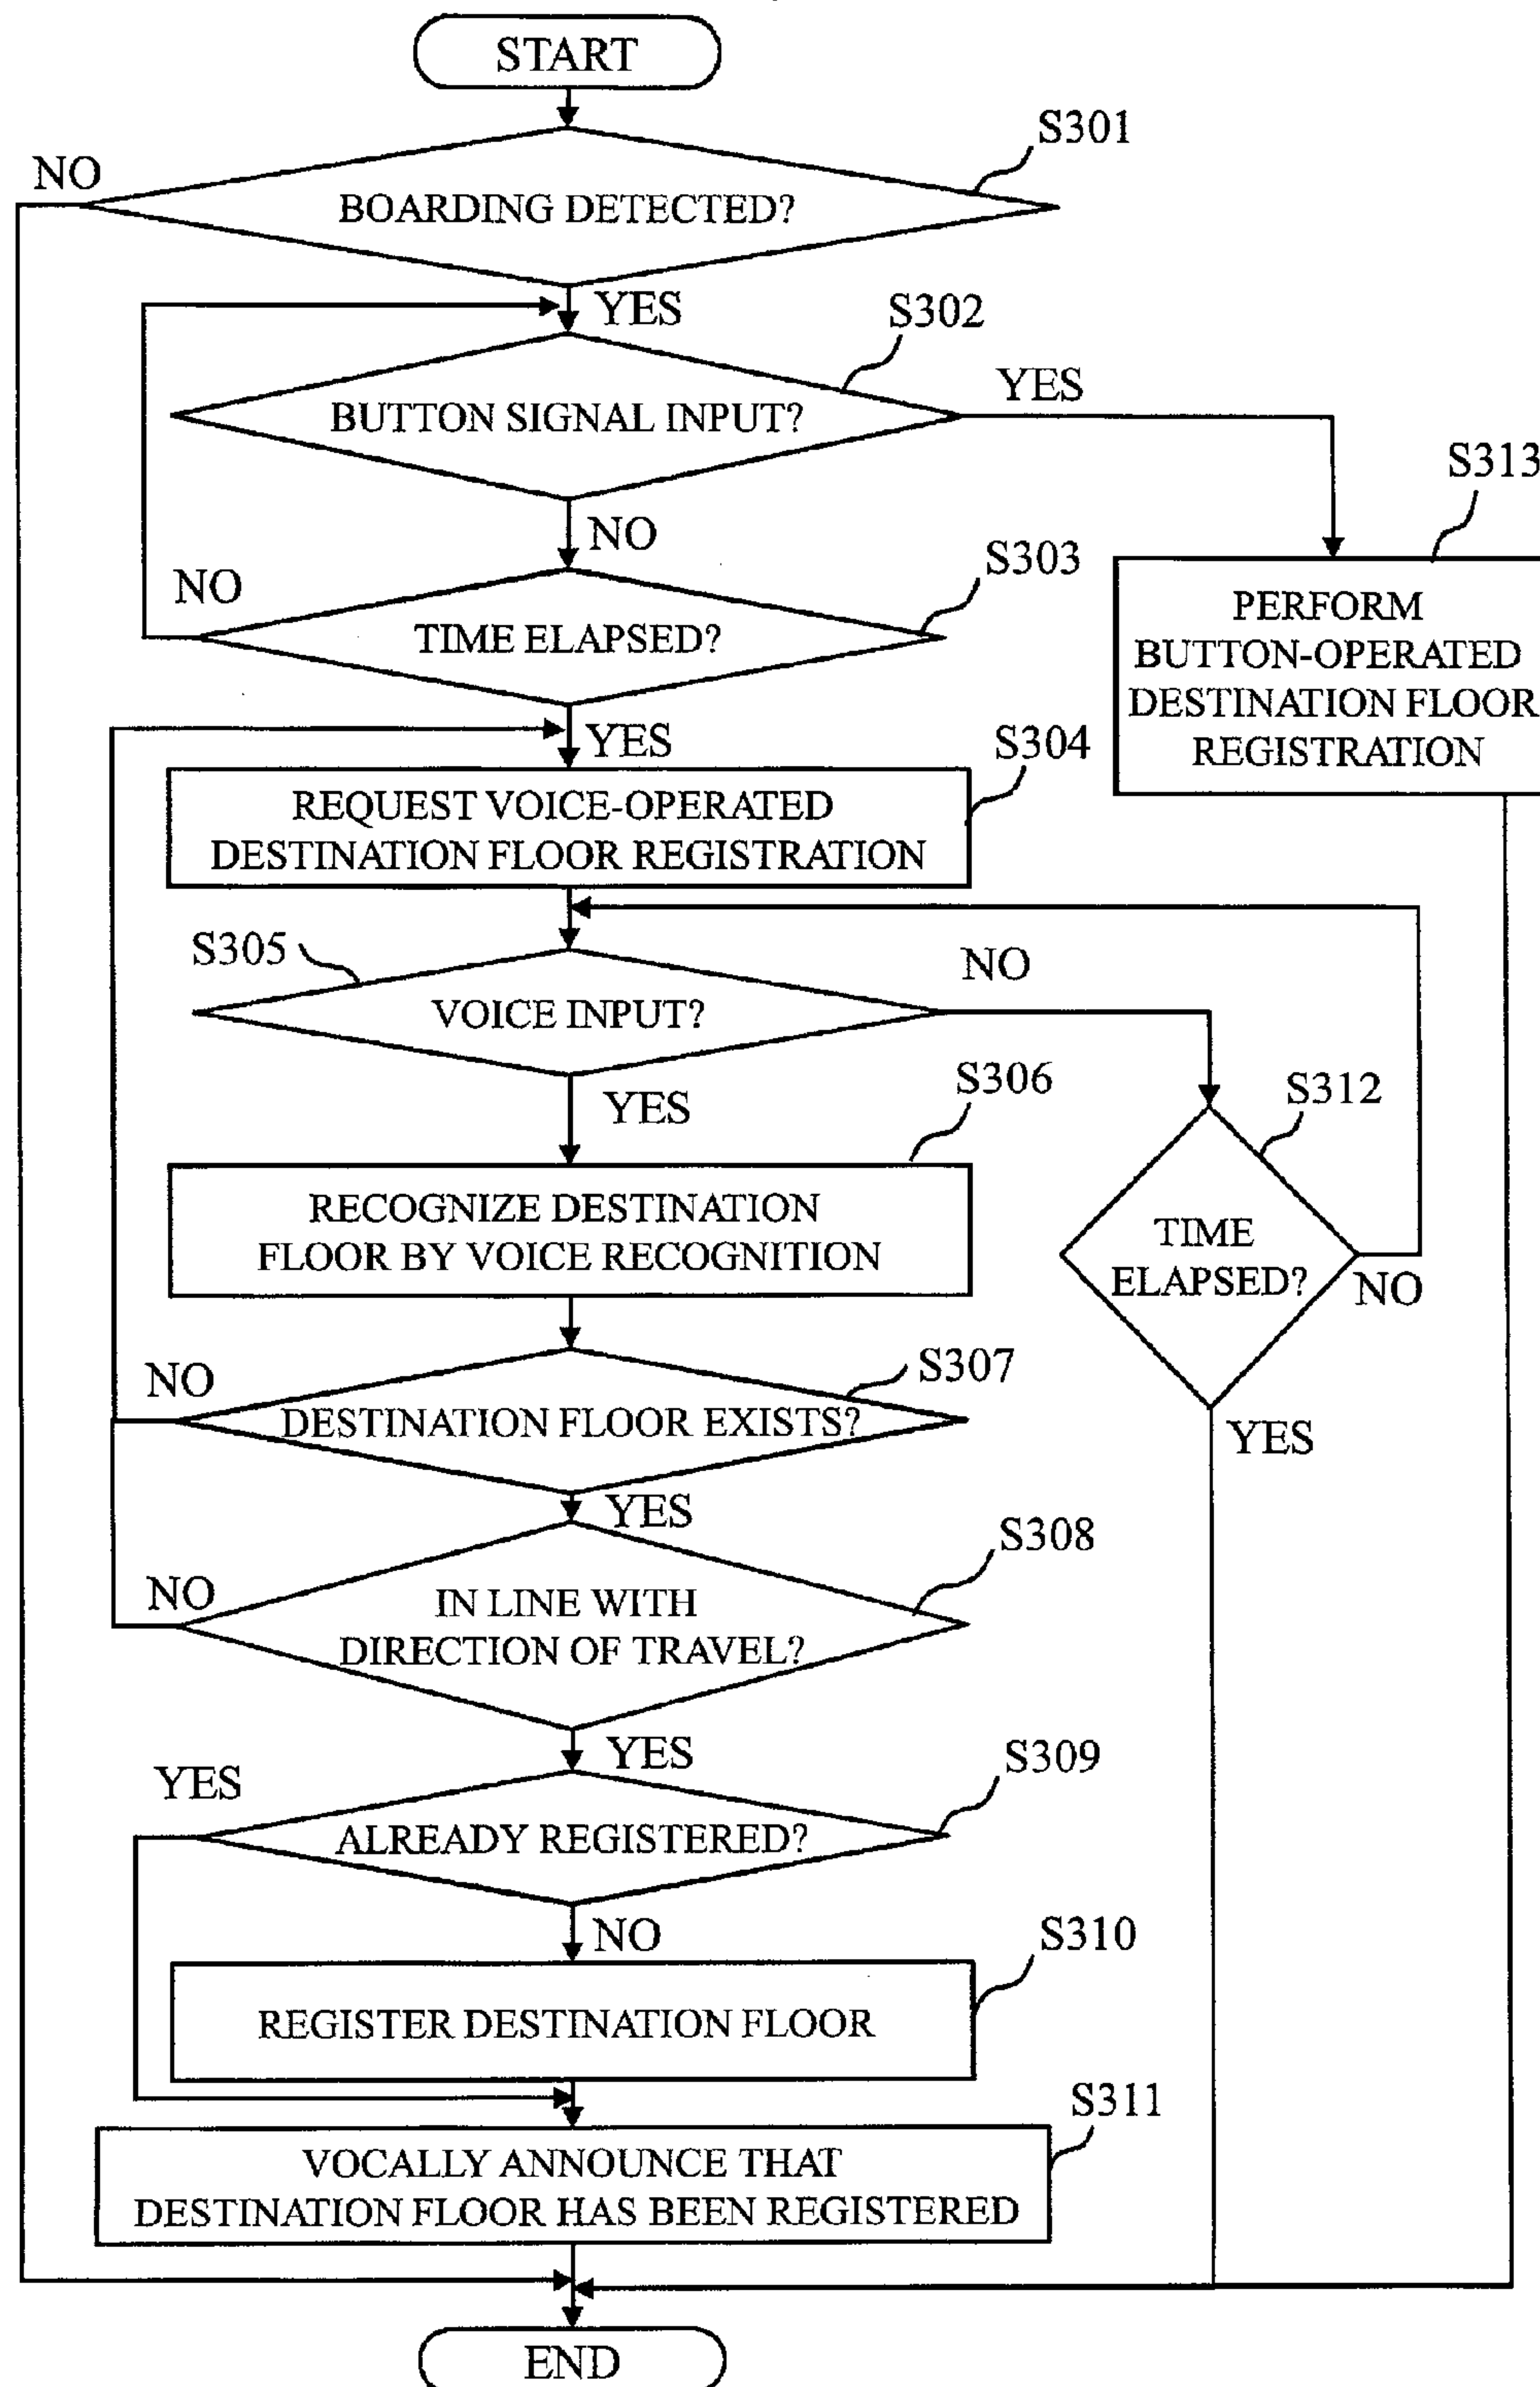 START
S301
NO
BOARDING DETECTED?
YES
S302
BUTTON SIGNAL INPUT?
YES
S313
NO
S303
NO
TIME ELAPSED?
PERFORM
BUTTON-OPERATED
DESTINATION FLOOR
REGISTRATION
YES
S304
REQUEST VOICE-OPERATED
DESTINATION FLOOR REGISTRATION
S305
NO
VOICE INPUT?
YES
S306
S312
RECOGNIZE DESTINATION
FLOOR BY VOICE RECOGNITION
TIME
ELAPSED?
NO
S307
NO
DESTINATION FLOOR EXISTS?
YES
YES
S308
NO
IN LINE WITH
DIRECTION OF TRAVEL?
YES
S309
YES
ALREADY REGISTERED?
NO
S310
REGISTER DESTINATION FLOOR
S311
VOCALLY ANNOUNCE THAT
DESTINATION FLOOR HAS BEEN REGISTERED
END